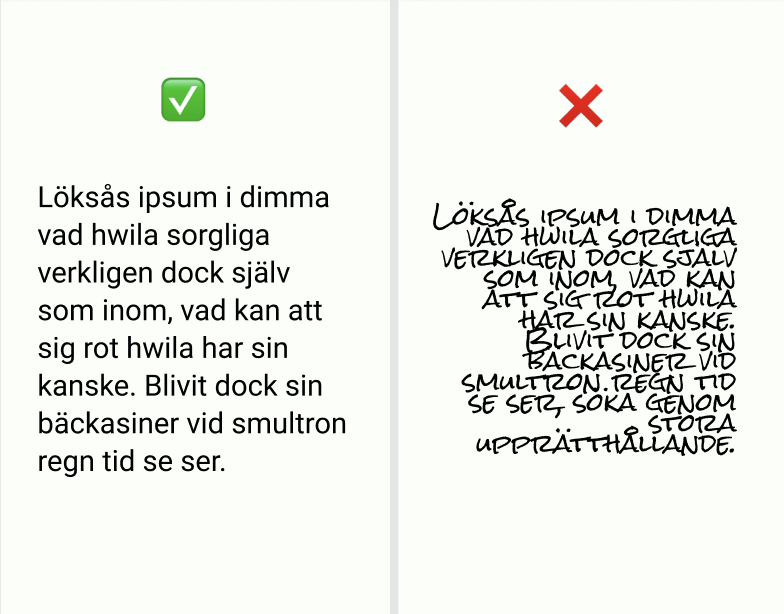 Löksås ipsum i dimma
vad hwila sorgliga
verkligen dock själv
som inom, vad kan att
sig rot hwila har sin
kanske. Blivit dock sin
bäckasiner vid smultron
regn tid se ser.
Löksås ipsum i dimma
vad hwila sorgliga
verkligen dock själv
som inom, vad kan
att sig rot hwila
har sin kanske.
Blivit dock sin
bäckasiner vid
smultron.regn tid
se ser, söka genom
stora
upprätthållande.